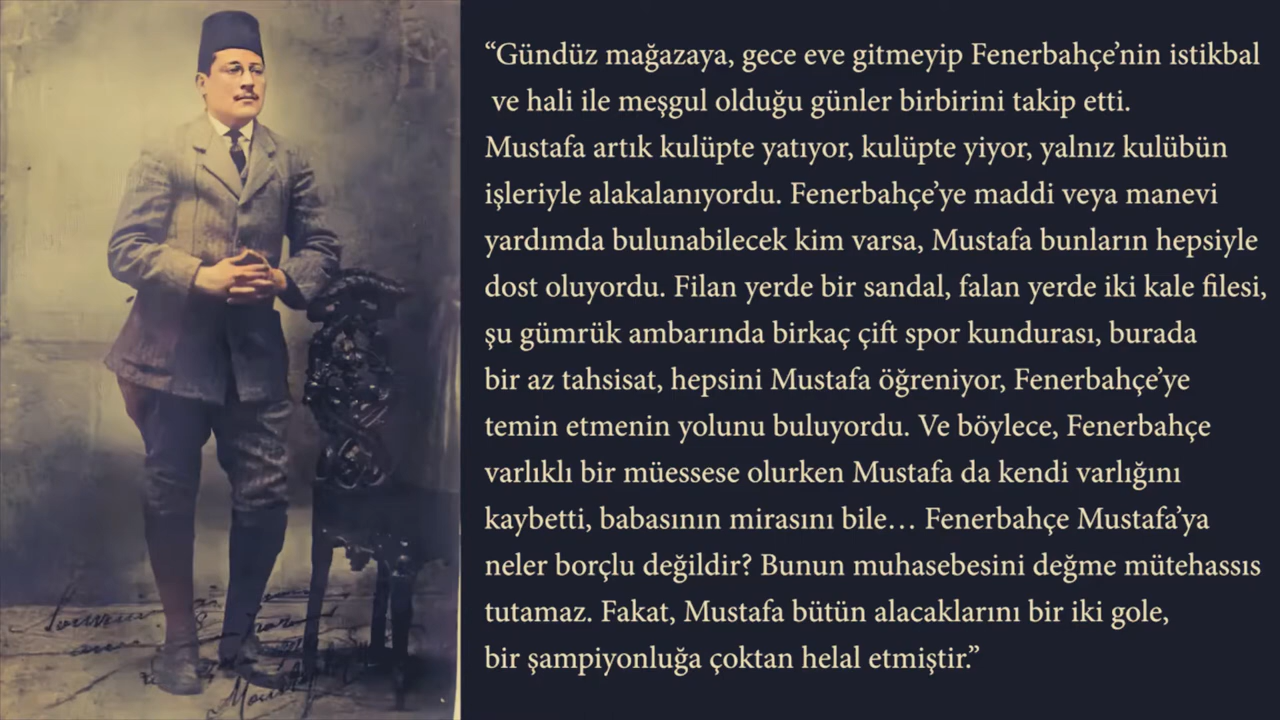 “Gündüz mağazaya, gece eve gitmeyip Fenerbahçe’nin istikbal
ve hali ile meşgul olduğu günler birbirini takip etti.
Mustafa artık kulüpte yatıyor, kulüpte yiyor, yalnız kulübün
işleriyle alakalanıyordu. Fenerbahçe’ye maddi veya manevi
yardımda bulunabilecek kim varsa, Mustafa bunların hepsiyle
dost oluyordu. Filan yerde bir sandal, falan yerde iki kale filesi,
şu gümrük ambarında birkaç çift spor kundurası, burada
bir az tahsisat, hepsini Mustafa öğreniyor, Fenerbahçe’ye
temin etmenin yolunu buluyordu. Ve böylece, Fenerbahçe
varlıklı bir müessese olurken Mustafa da kendi varlığını
kaybetti, babasının mirasını bile… Fenerbahçe Mustafa’ya
neler borçlu değildir? Bunun muhasebesini değme mütehassıs
tutamaz. Fakat, Mustafa bütün alacaklarını bir iki gole,
bir şampiyonluğa çoktan helal etmiştir.”